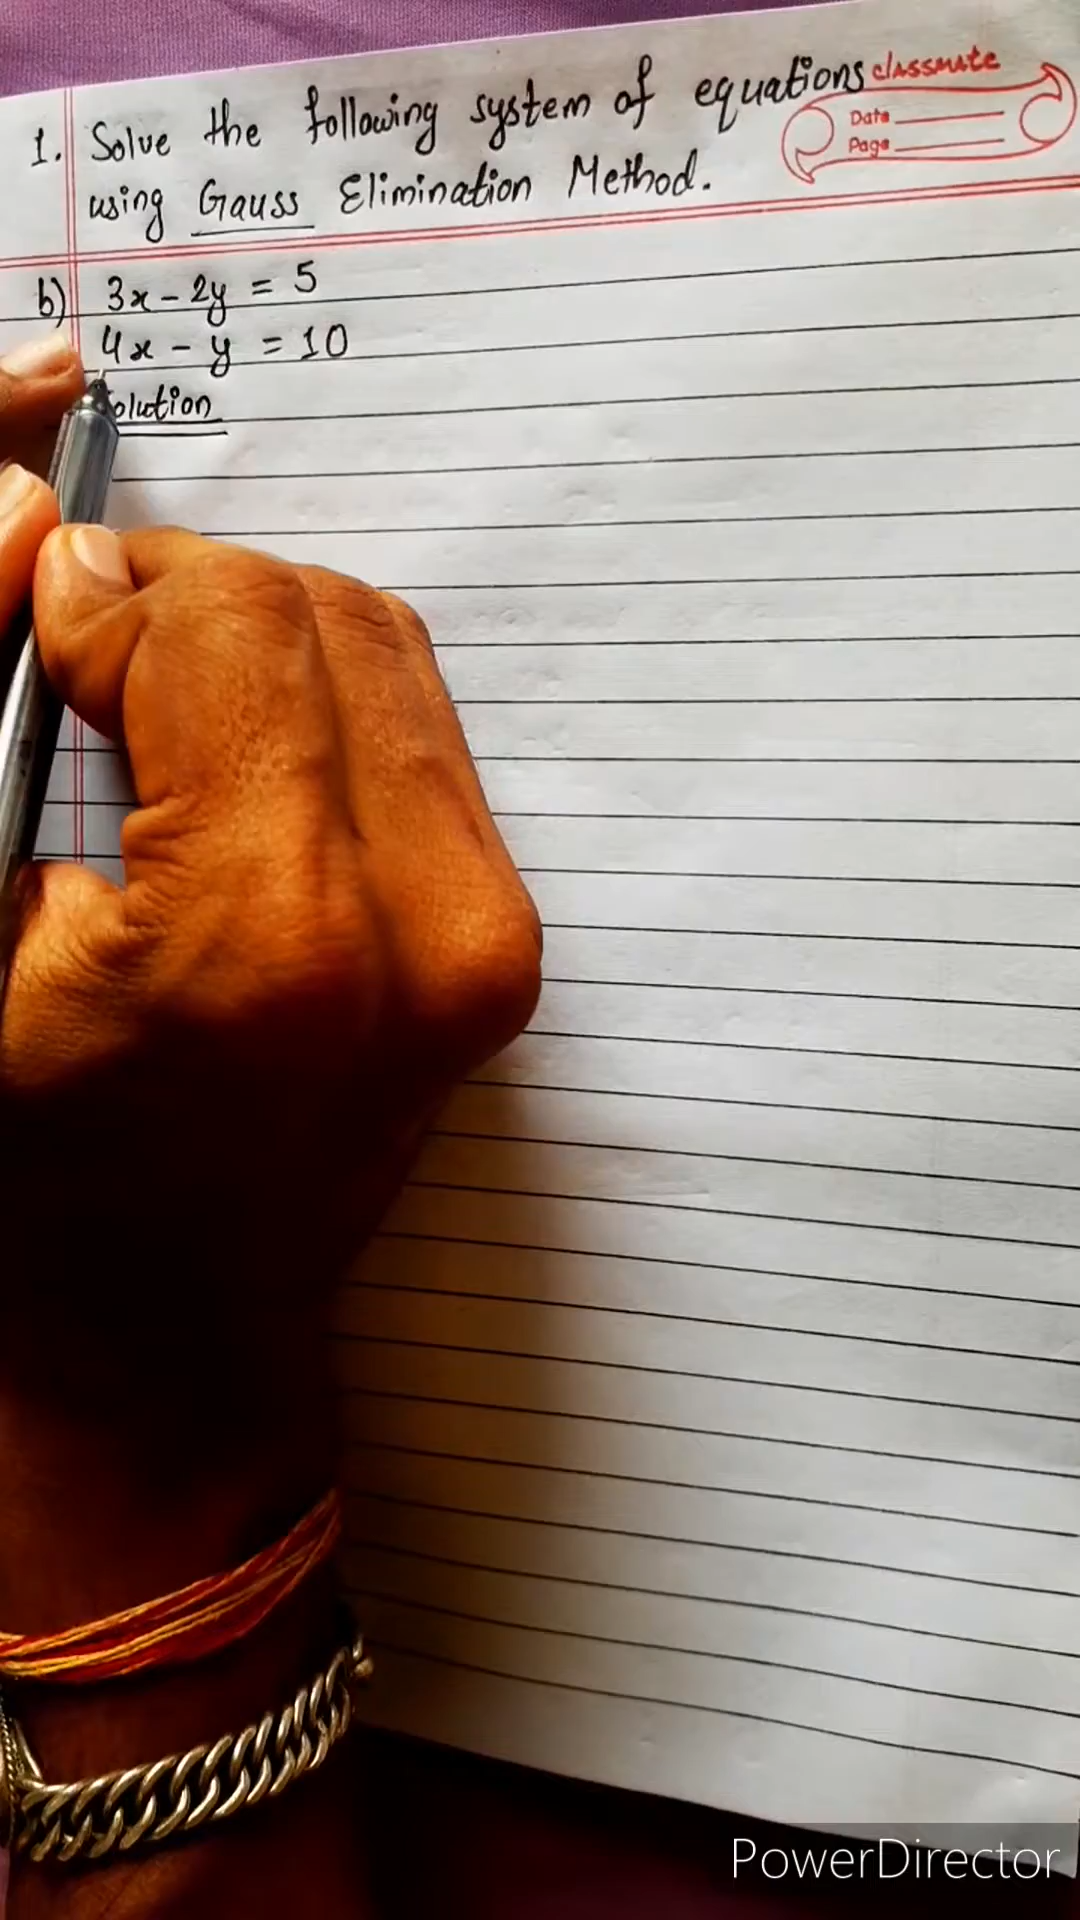 1. Solve the following system of equations
classmate
Date
Page
using Gauss Elimination Method.
b) 3x - 2y = 5
4x - y = 10
olution
PowerDirector